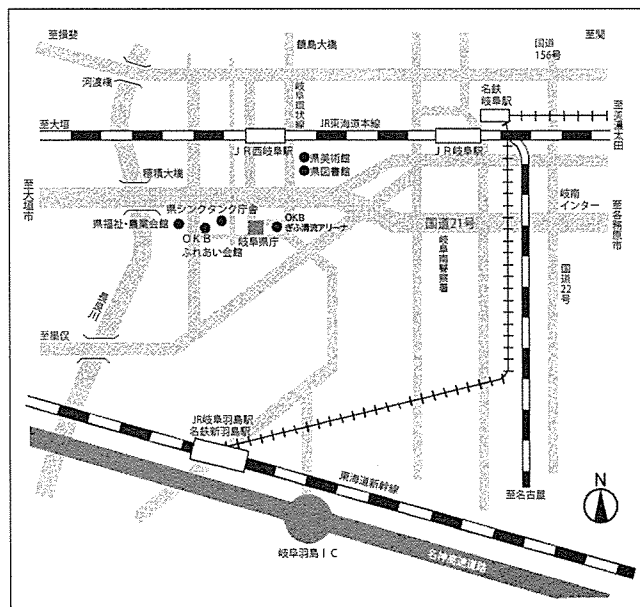 至揖斐
鏡島大橋
国道
156号
至関
河渡橋
岐阜環状線
名鉄
岐阜駅
至大垣
JR東海道本線
至美濃太田
JR西岐阜駅
JR岐阜駅
県美術館
県図書館
穂積大橋
至大垣市
岐南
インター
県シンクタンク庁舎
県福祉・農業会館
OKB
ふれあい会館
岐阜県庁
OKB
ぎふ清流アリーナ
国道21号
至各務原市
岐阜南警察署
国道22号
長良川
至墨俣
JR岐阜羽島駅
名鉄新羽島駅
東海道新幹線
至名古屋
N
岐阜羽島IC
名神高速道路